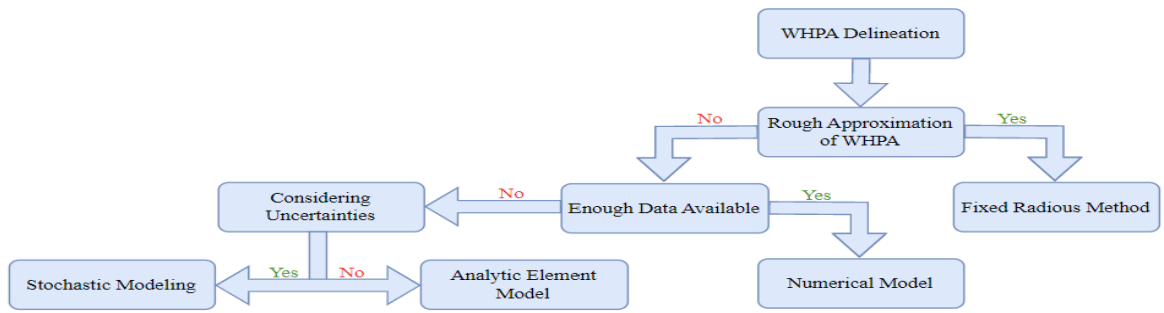 WHPA Delineation
No
Rough Approximation
of WHPA
Yes
Considering
Uncertainties
No
Enough Data Available
Yes
Fixed Radious Method
Stochastic Modeling
Yes
No
Analytic Element
Model
Numerical Model